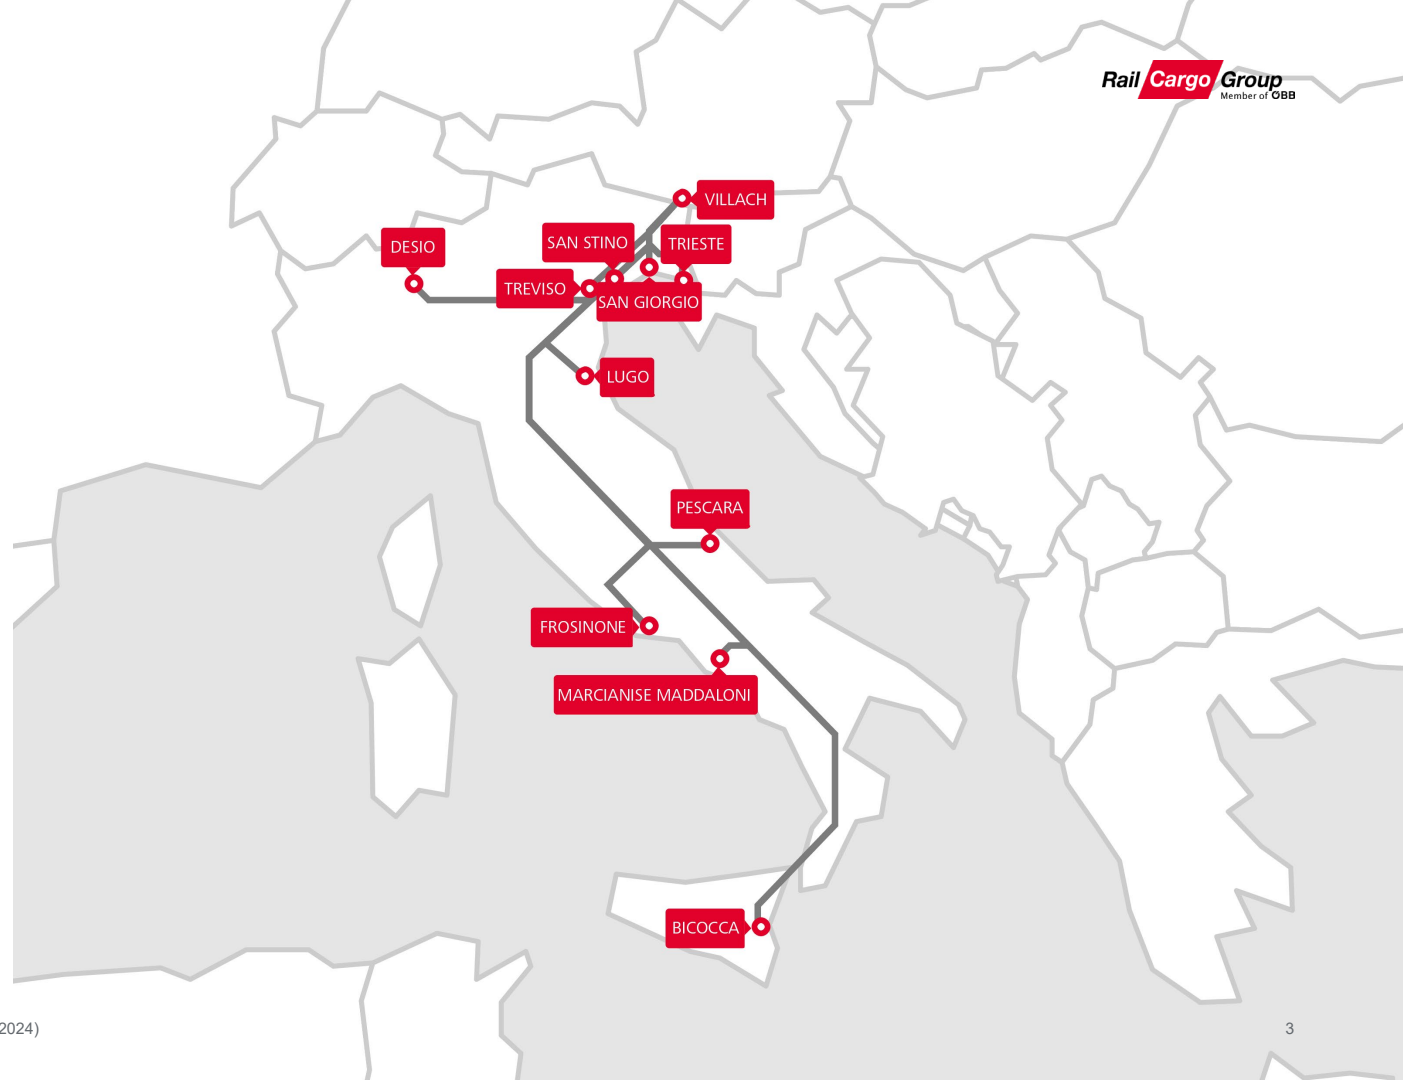 Rail Cargo Group
Member of ÖBB
VILLACH
SAN STINO
TRIESTE
DESIO
TREVISO
SAN GIORGIO
LUGO
PESCARA
FROSINONE
MARCIANISE MADDALONI
BICOCCA
2024)
3